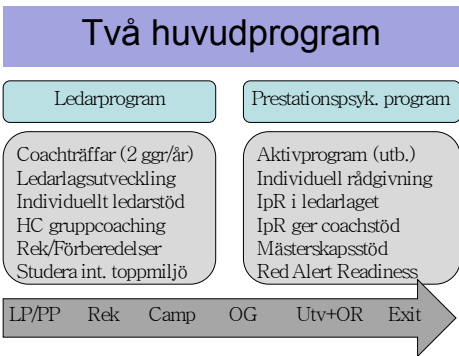 Två huvudprogram
Ledarprogram
Coachträffar (2 ggr/år)
Ledarlagsutveckling
Individuellt ledarstöd
HC gruppcoaching
Rek/Förberedelser
Studera int. toppmiljö
Prestationspsyk. program
Aktivprogram (utb.)
Individuell rådgivning
IpR i ledarlaget
IpR ger coachstöd
Mästerskapsstöd
Red Alert Readiness
LP/PP Rek Camp OG Utv+OR Exit